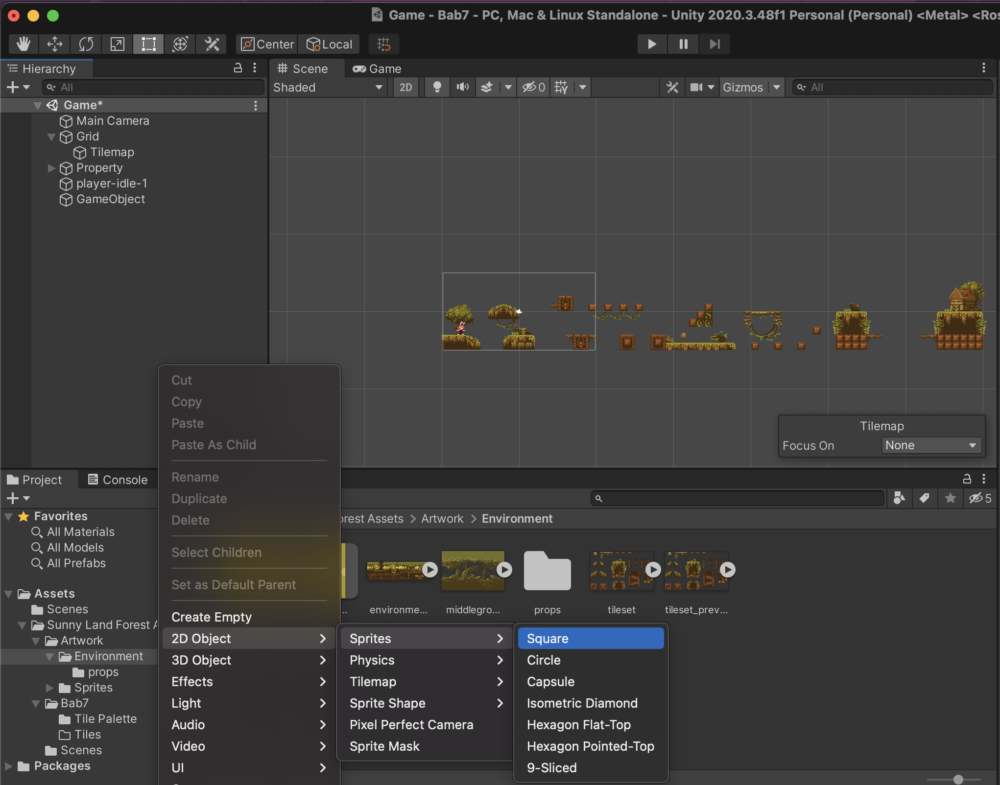 Game - Bab7 - PC, Mac & Linux Standalone - Unity 2020.3.48f1 Personal (Personal) <Metal>
Center
Local
Hierarchy
All
Game*
Main Camera
Grid
Tilemap
Property
player-idle-1
GameObject
Scene
Game
Shaded
2D
0
Gizmos
All
Tilemap
Focus On
None
Cut
Copy
Paste
Paste As Child
Rename
Duplicate
Delete
Select Children
Set as Default Parent
Create Empty
2D Object
3D Object
Effects
Light
Audio
Video
UI
Sprites
Physics
Tilemap
Sprite Shape
Pixel Perfect Camera
Sprite Mask
Square
Circle
Capsule
Isometric Diamond
Hexagon Flat-Top
Hexagon Pointed-Top
9-Sliced
Project
Console
5
Favorites
All Materials
All Models
All Prefabs
Assets
Scenes
Sunny Land Forest A
Artwork
Environment
props
Sprites
Bab7
Tile Palette
Tiles
Scenes
Packages
orest Assets > Artwork > Environment
..
environme...
middlegro...
props
tileset
tileset_prev...